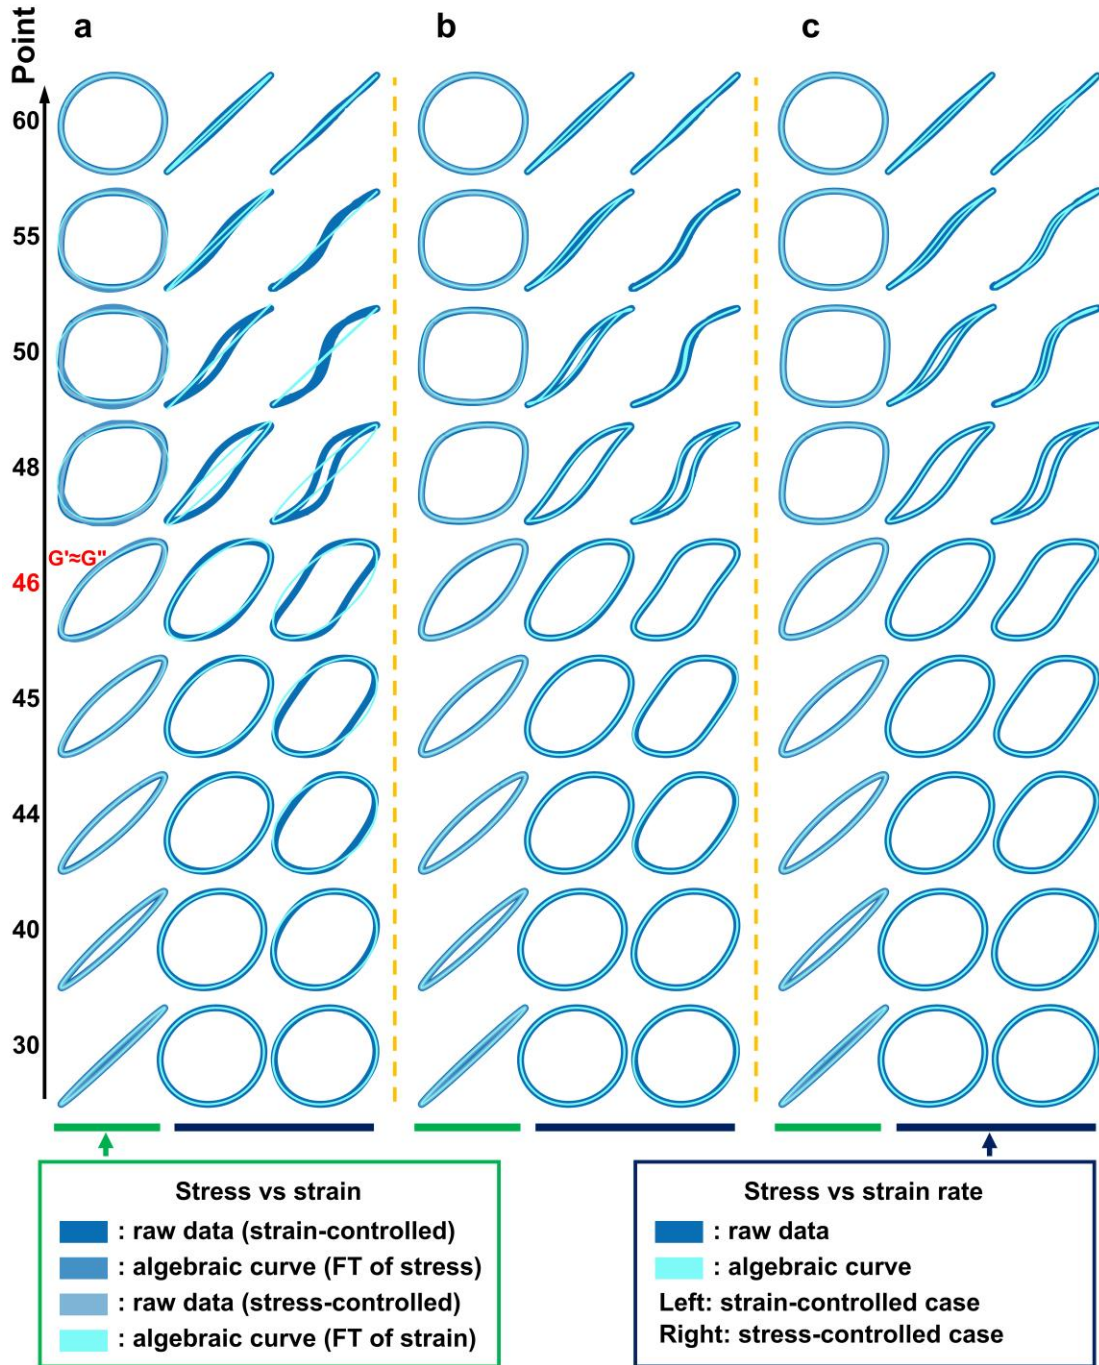 a b c
Point
60
55
50
48
G'≈G"
46
45
44
40
30
Stress vs strain
: raw data (strain-controlled)
: algebraic curve (FT of stress)
: raw data (stress-controlled)
: algebraic curve (FT of strain)
Stress vs strain rate
: raw data
: algebraic curve
Left: strain-controlled case
Right: stress-controlled case